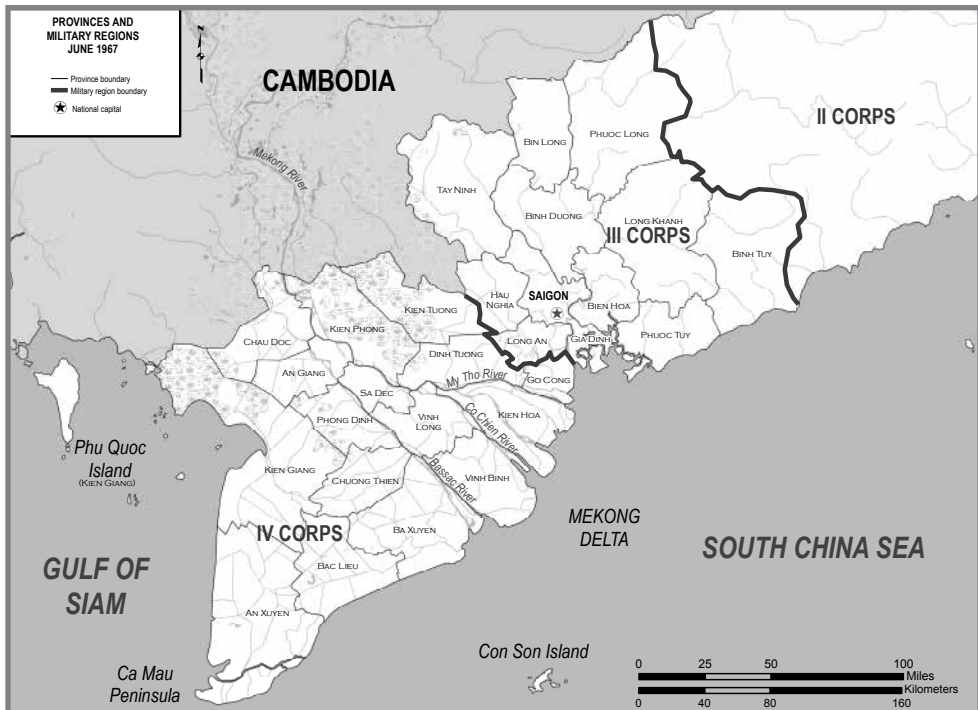 PROVINCES AND
MILITARY REGIONS
JUNE 1967
Province boundary
Military region boundary
National capital
N
CAMBODIA
Mekong River
II CORPS
BIN LONG
PHUOC LONG
TAY NINH
BINH DUONG
LONG KHANH
III CORPS
BINH TUY
HAU
NGHIA
SAIGON
BIEN HOA
LONG AN
GIA DINH
PHUOC TUY
KIEN TUONG
KIEN PHONG
CHAU DOC
DINH TUONG
AN GIANG
My Tho River
GO CONG
SA DEC
PHONG DINH
VINH
LONG
Co Chien River
KIEN HOA
Phu Quoc
Island
(KIEN GIANG)
KIEN GIANG
CHUONG THIEN
Bassac River
VINH BINH
IV CORPS
BA XUYEN
BAC LIEU
MEKONG
DELTA
SOUTH CHINA SEA
GULF OF
SIAM
AN XUYEN
Ca Mau
Peninsula
Con Son Island
0 25 50 100
Miles
Kilometers
0 40 80 160